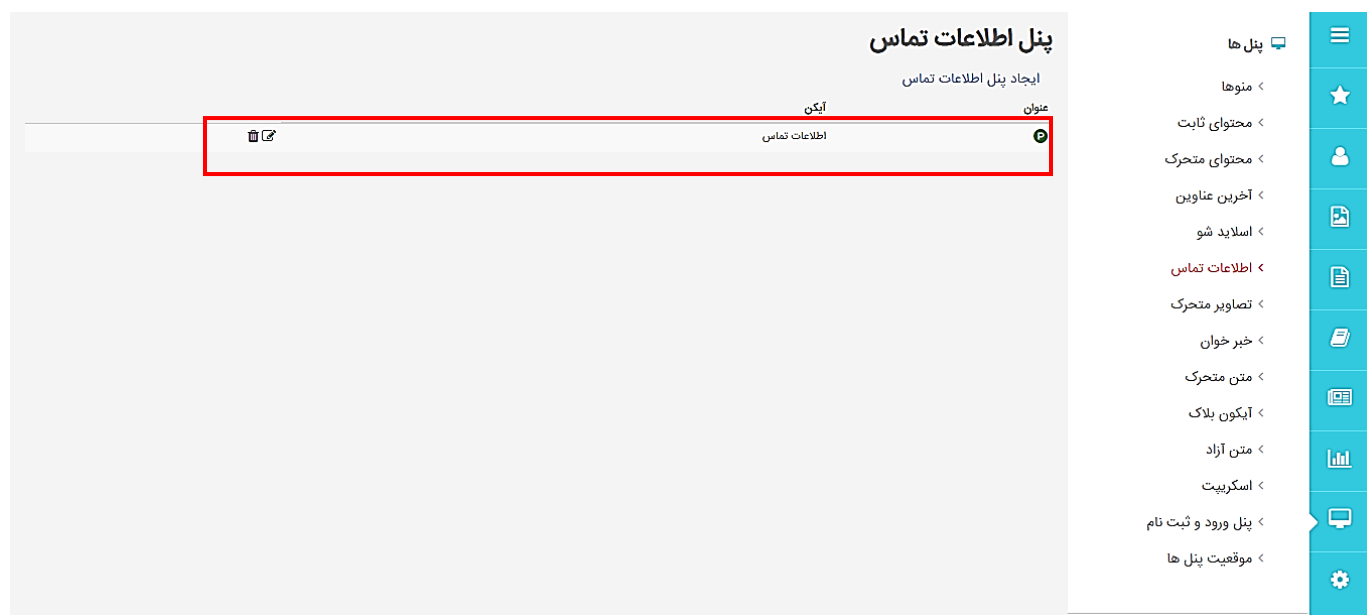 پنل ها
منوها
محتوای ثابت
محتوای متحرک
آخرین عناوین
اسلاید شو
اطلاعات تماس
تصاویر متحرک
خبر خوان
متن متحرک
آیکون بلاک
متن آزاد
اسکریپت
پنل ورود و ثبت نام
موقعیت پنل ها
پنل اطلاعات تماس
ایجاد پنل اطلاعات تماس
عنوان آیکن
P اطلاعات تماس